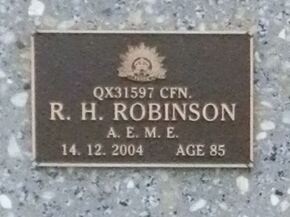 QX31597 CFN.
R. H. ROBINSON
A. E. M. E.
14. 12. 2004 AGE 85